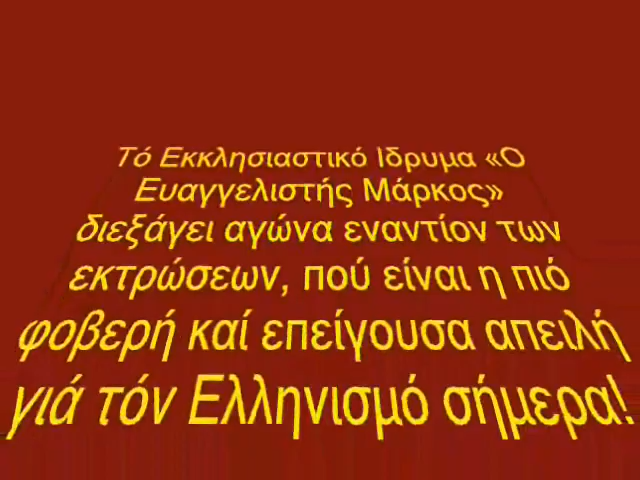 Τό Εκκλησιαστικό Ιδρυμα «Ο
Ευαγγελιστής Μάρκος»
διεξάγει αγώνα εναντίον των
εκτρώσεων, πού είναι η πιό
φοβερή καί επείγουσα απειλή
γιά τόν Ελληνισμό σήμερα!